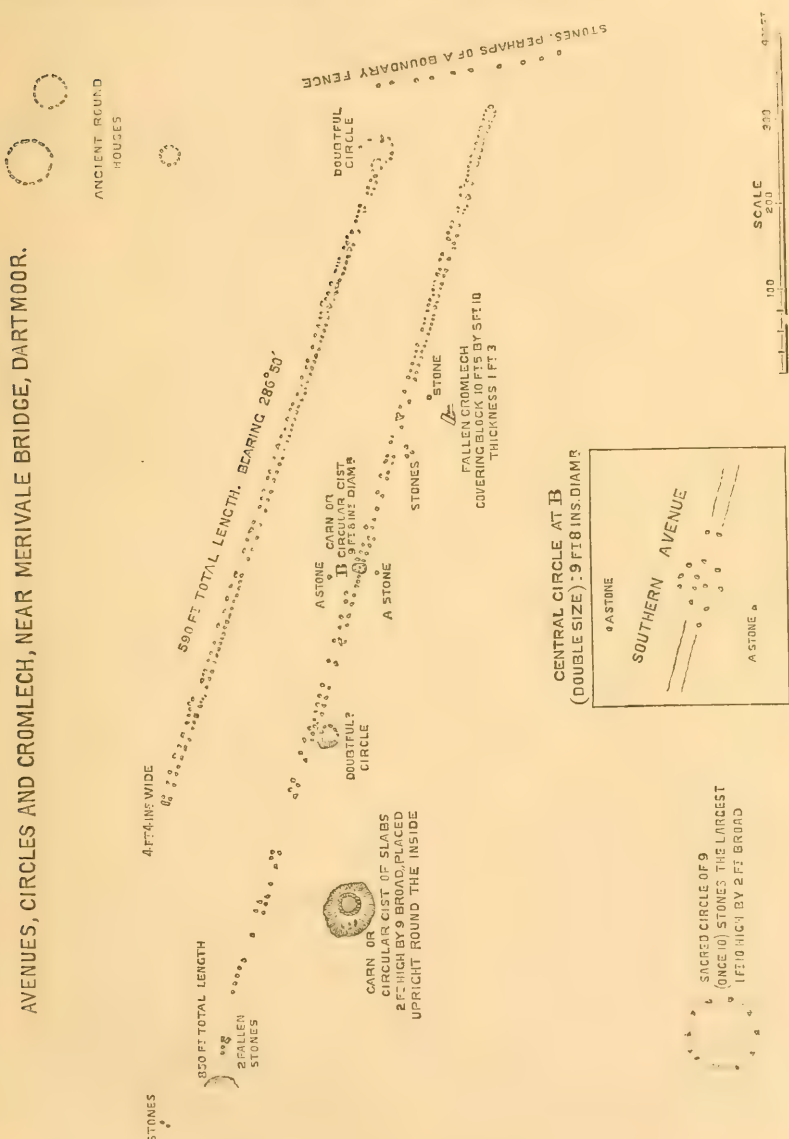 AVENUES, CIRCLES AND CROMLECH, NEAR MERIVALE BRIDGE, DARTMOOR.
ANCIENT ROUND
HOUSES
STONES, PERHAPS OF A BOUNDARY FENCE
DOUBTFUL
CIRCLE
590 FT TOTAL LENGTH. BEARING 286°50'
4 FT 4 INS WIDE
A STONE
CARN OR
B CIRCULAR CIST
9 FT 8 INS DIAMR
A STONE
STONES
STONE
FALLEN CROMLECH
COVERING BLOCK 10 FT 5 BY 5 FT 10
THICKNESS 1 FT 3
DOUBTFUL?
CIRCLE
850 FT TOTAL LENGTH
2 FALLEN
STONES
STONES
CARN OR
CIRCULAR CIST OF SLABS
2 FT HIGH BY 9 BROAD, PLACED
UPRIGHT ROUND THE INSIDE
SACRED CIRCLE OF 9
(ONCE 10) STONES THE LARGEST
1 FT 10 HIGH BY 2 FT BROAD
CENTRAL CIRCLE AT B
(DOUBLE SIZE): 9 FT 8 INS. DIAMR
A STONE
SOUTHERN AVENUE
A STONE
SCALE
100 200 300